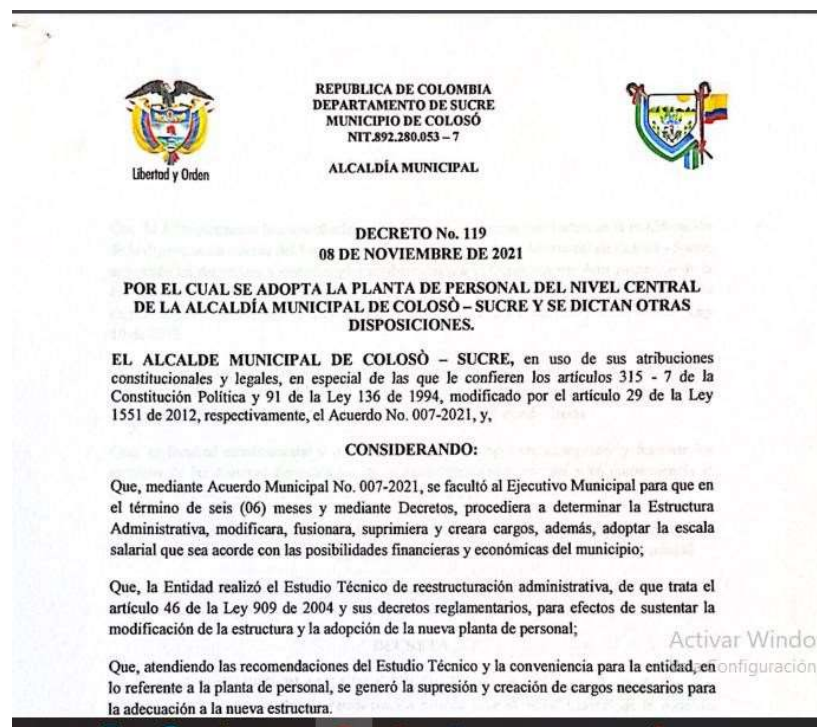 REPUBLICA DE COLOMBIA
DEPARTAMENTO DE SUCRE
MUNICIPIO DE COLOSÓ
NIT.892.280.053 – 7
Libertad y Orden
ALCALDÍA MUNICIPAL
DECRETO No. 119
08 DE NOVIEMBRE DE 2021
POR EL CUAL SE ADOPTA LA PLANTA DE PERSONAL DEL NIVEL CENTRAL
DE LA ALCALDÍA MUNICIPAL DE COLOSÒ – SUCRE Y SE DICTAN OTRAS
DISPOSICIONES.
EL ALCALDE MUNICIPAL DE COLOSÒ – SUCRE, en uso de sus atribuciones
constitucionales y legales, en especial de las que le confieren los artículos 315 - 7 de la
Constitución Política y 91 de la Ley 136 de 1994, modificado por el artículo 29 de la Ley
1551 de 2012, respectivamente, el Acuerdo No. 007-2021, y,
CONSIDERANDO:
Que, mediante Acuerdo Municipal No. 007-2021, se facultó al Ejecutivo Municipal para que en
el término de seis (06) meses y mediante Decretos, procediera a determinar la Estructura
Administrativa, modificara, fusionara, suprimiera y creara cargos, además, adoptar la escala
salarial que sea acorde con las posibilidades financieras y económicas del municipio;
Que, la Entidad realizó el Estudio Técnico de reestructuración administrativa, de que trata el
artículo 46 de la Ley 909 de 2004 y sus decretos reglamentarios, para efectos de sustentar la
modificación de la estructura y la adopción de la nueva planta de personal;
Activar Windo
Que, atendiendo las recomendaciones del Estudio Técnico y la conveniencia para la entidad, en
Configuración
lo referente a la planta de personal, se generó la supresión y creación de cargos necesarios para
la adecuación a la nueva estructura.